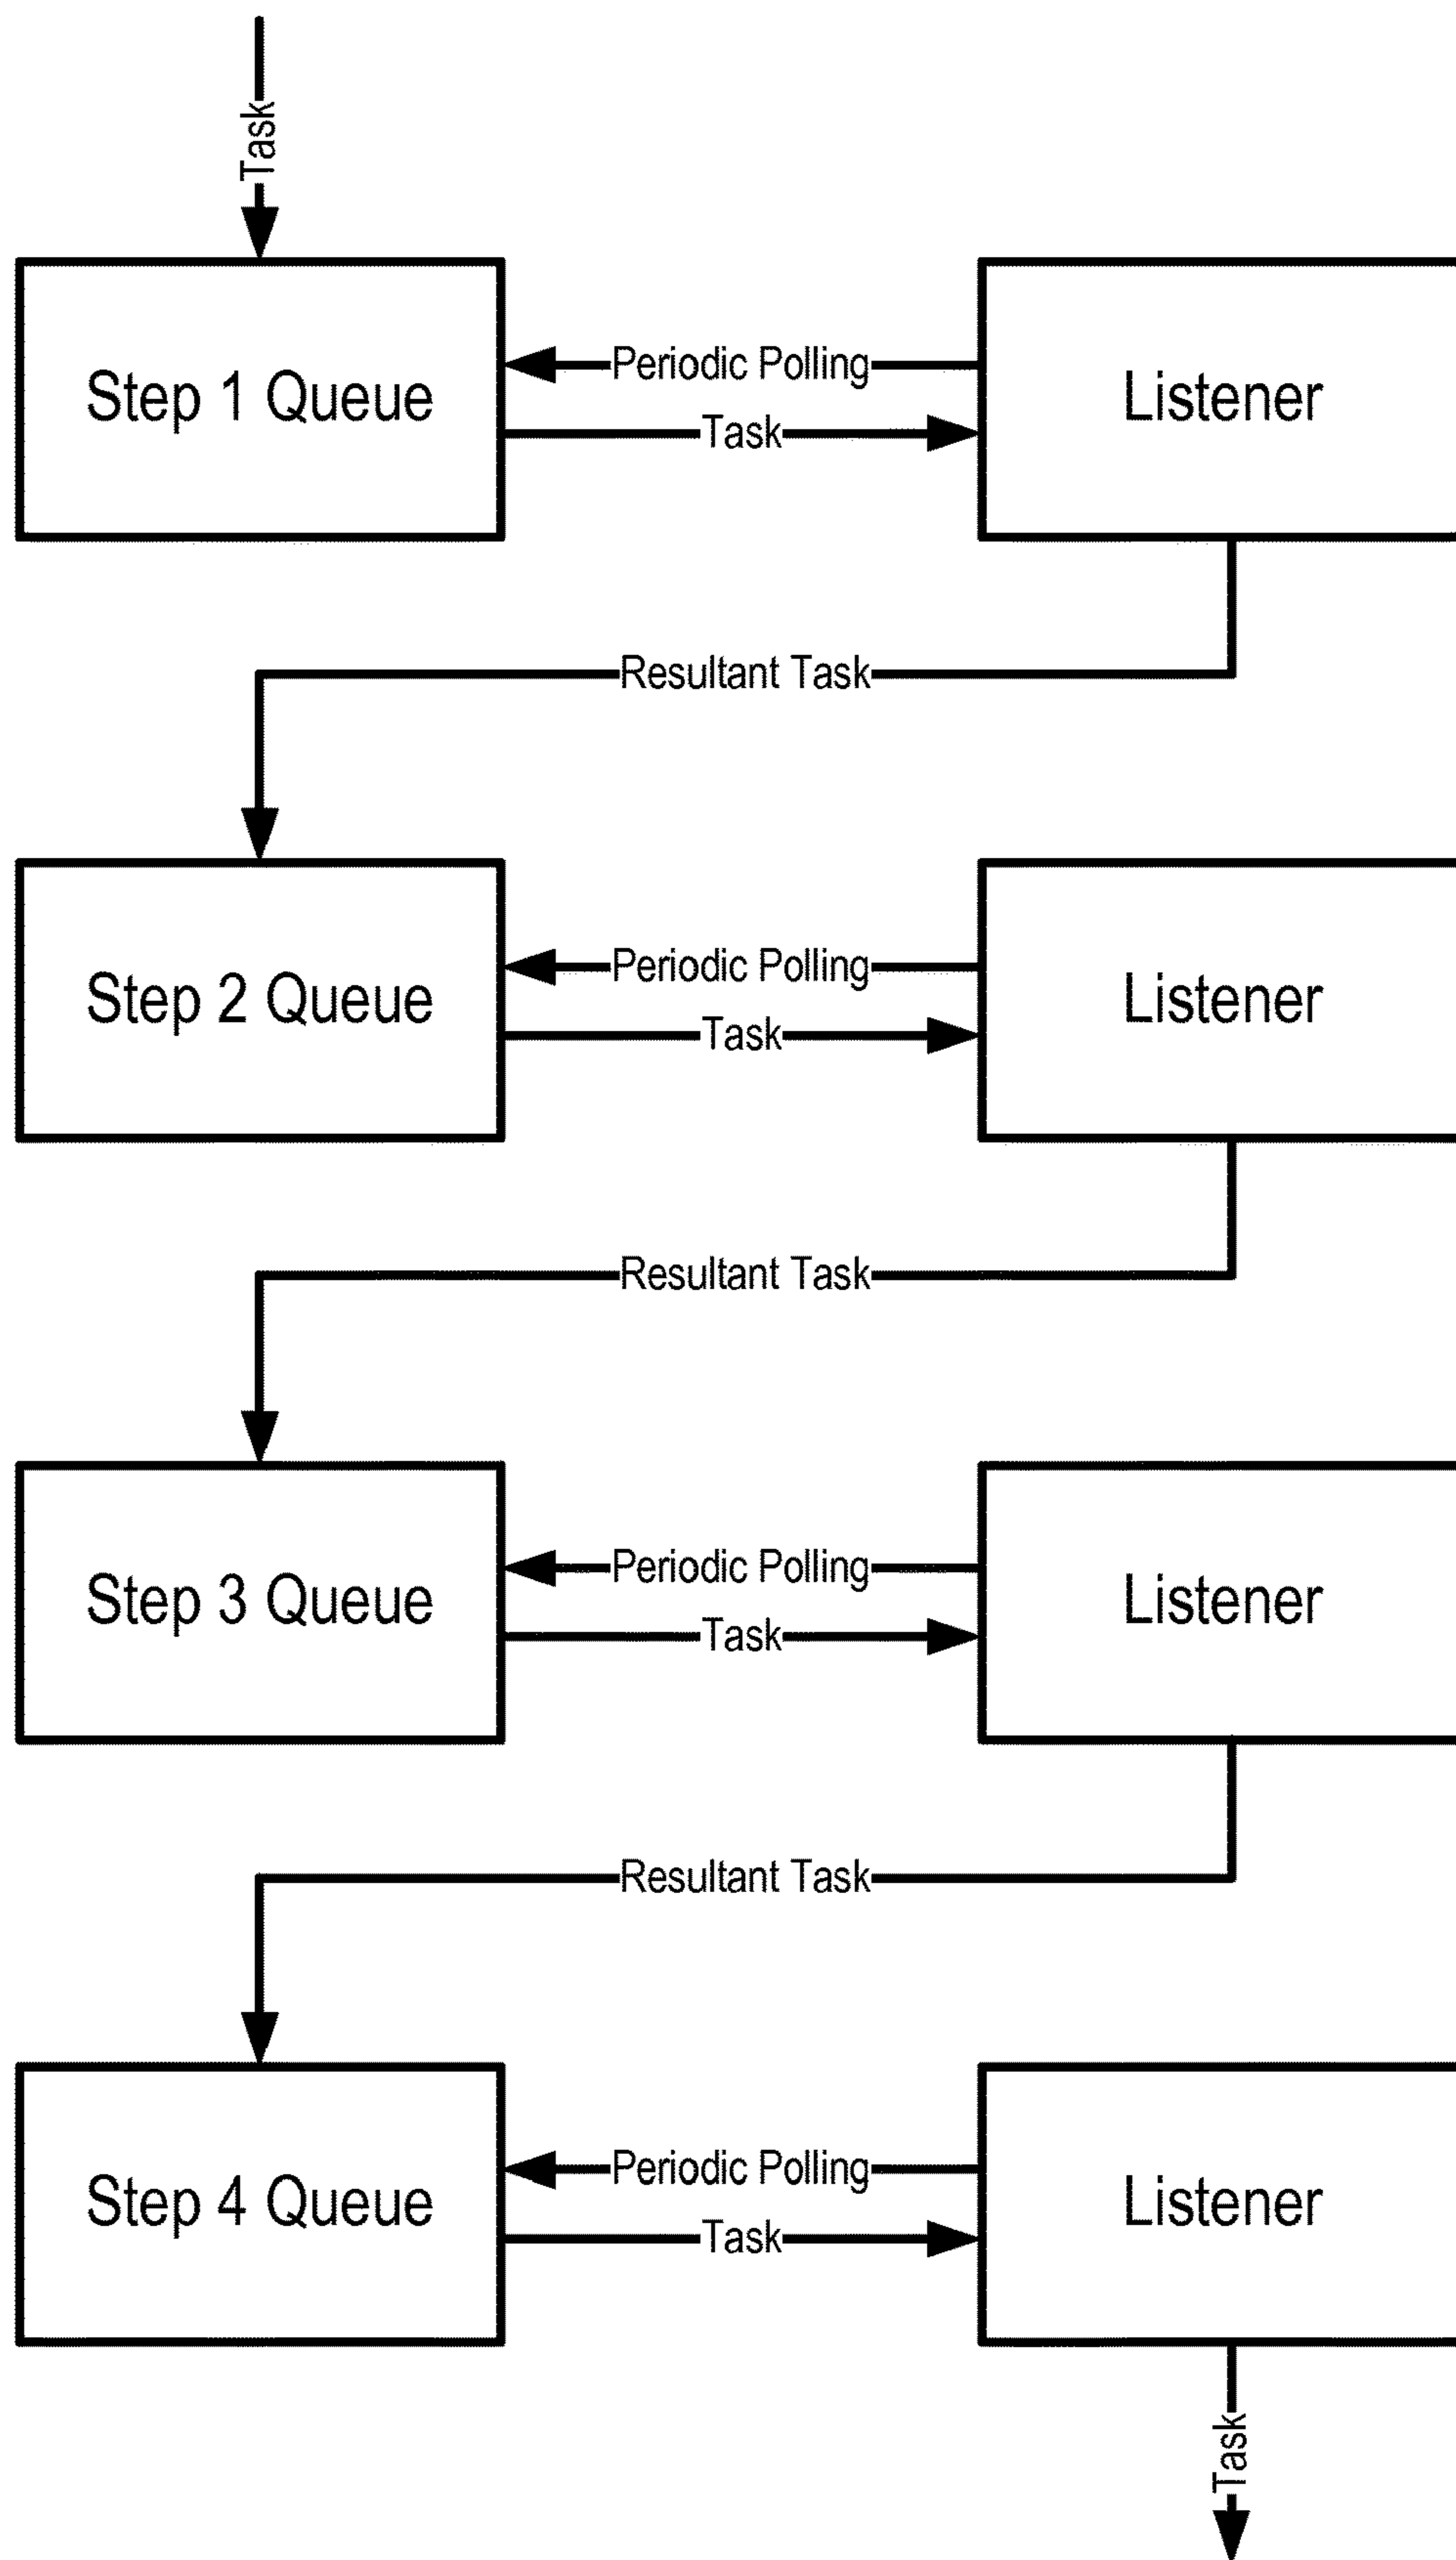 Task
Step 1 Queue
Periodic Polling
Task
Listener
Resultant Task
Step 2 Queue
Periodic Polling
Task
Listener
Resultant Task
Step 3 Queue
Periodic Polling
Task
Listener
Resultant Task
Step 4 Queue
Periodic Polling
Task
Listener
Task